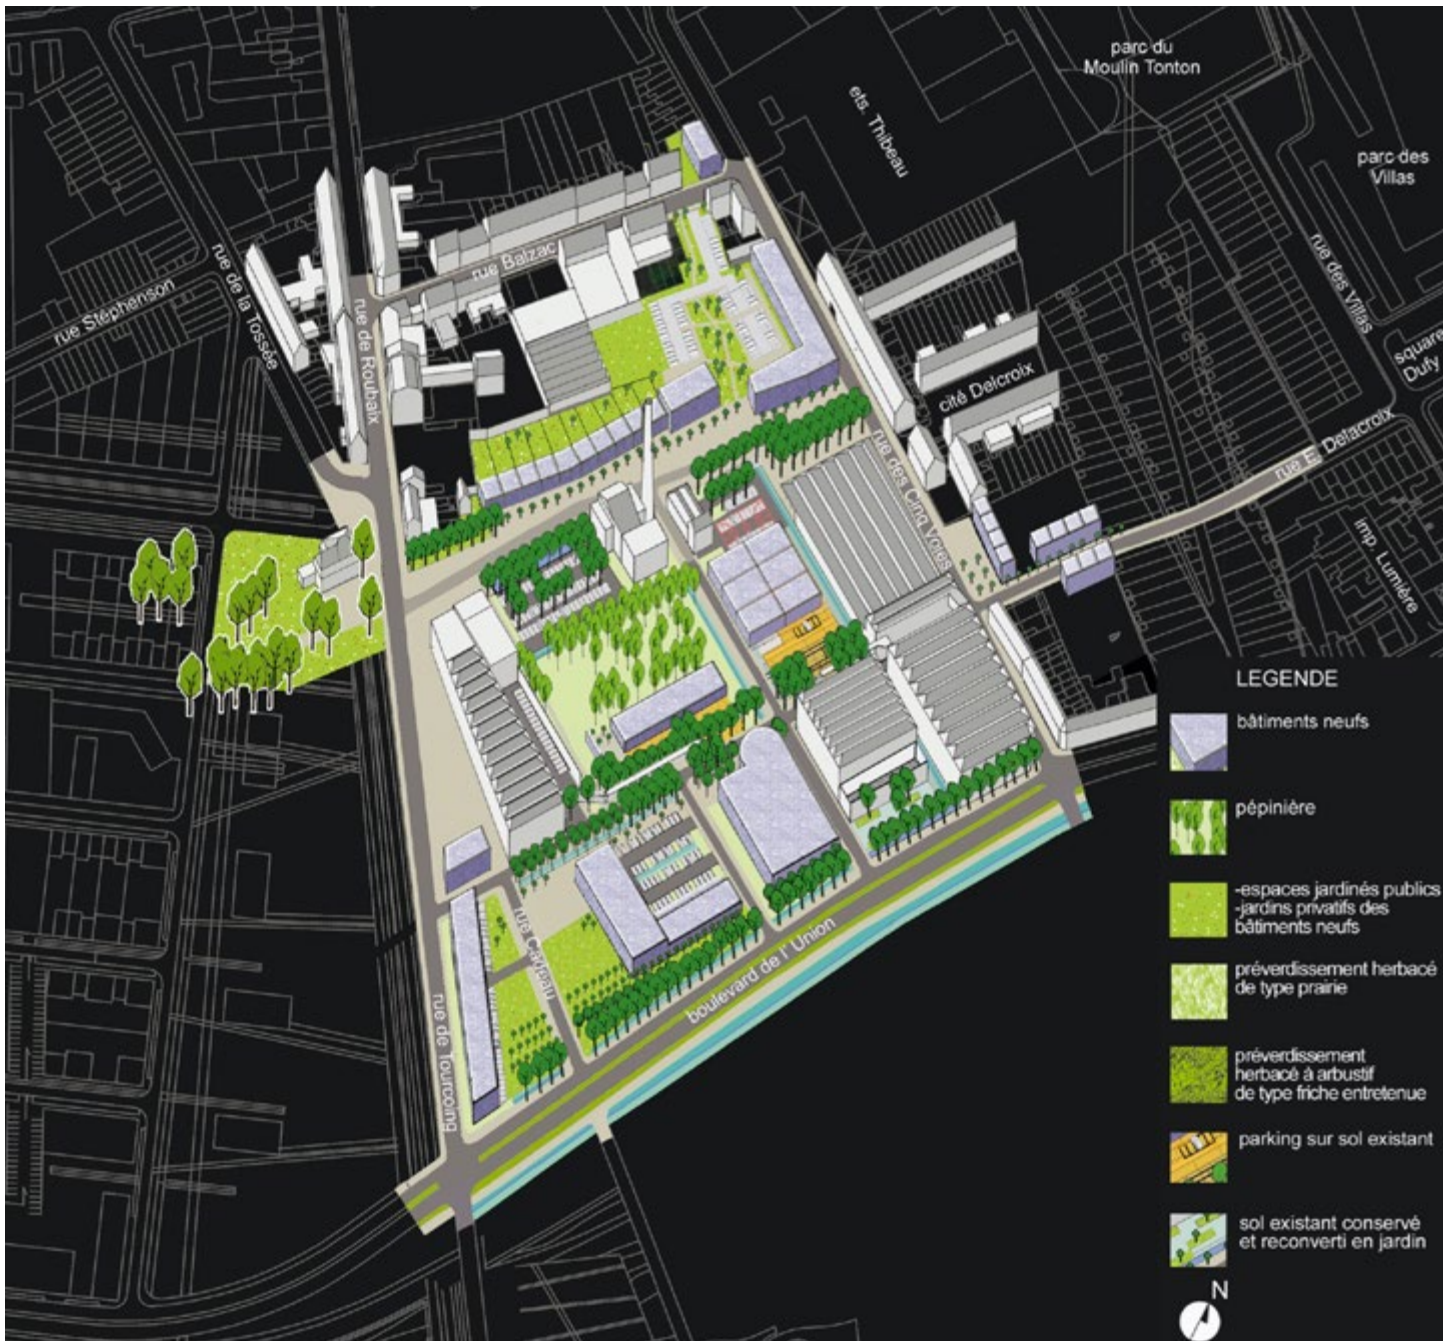 parc du
Moulin Tonton
ets. Thibeau
parc des
Villas
rue Balzac
rue Stephenson
rue de la Tossée
rue de Roubaix
rue des Villas
square
Dufy
cité Delcroix
rue des Cinq Voies
rue E. Delacroix
imp. Lumière
rue Cadeau
rue de Tourcoing
boulevard de l' Union
LEGENDE
bâtiments neufs
pépinière
-espaces jardinés publics
-jardins privatifs des
bâtiments neufs
préverdissement herbacé
de type prairie
préverdissement
herbacé à arbustif
de type friche entretenue
parking sur sol existant
sol existant conservé
et reconverti en jardin
N